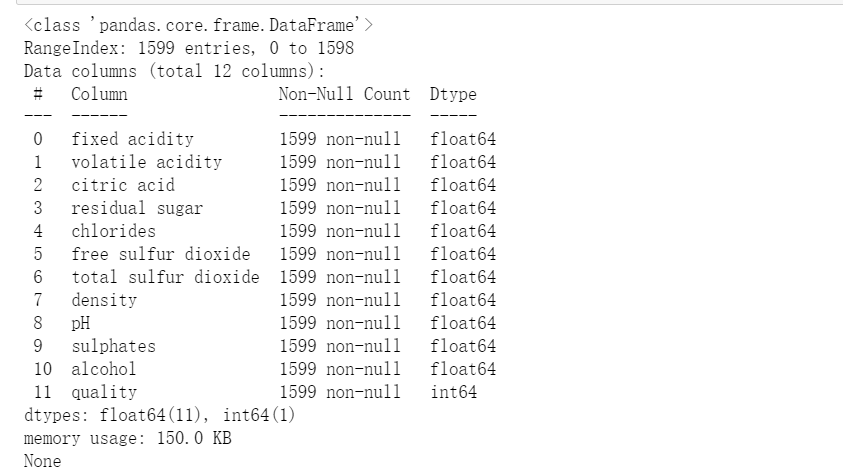 <class 'pandas.core.frame.DataFrame'>
RangeIndex: 1599 entries, 0 to 1598
Data columns (total 12 columns):
 #   Column                Non-Null Count  Dtype
---  ------                --------------  -----
 0   fixed acidity         1599 non-null   float64
 1   volatile acidity      1599 non-null   float64
 2   citric acid           1599 non-null   float64
 3   residual sugar        1599 non-null   float64
 4   chlorides             1599 non-null   float64
 5   free sulfur dioxide   1599 non-null   float64
 6   total sulfur dioxide  1599 non-null   float64
 7   density               1599 non-null   float64
 8   pH                    1599 non-null   float64
 9   sulphates             1599 non-null   float64
 10  alcohol               1599 non-null   float64
 11  quality               1599 non-null   int64
dtypes: float64(11), int64(1)
memory usage: 150.0 KB
None